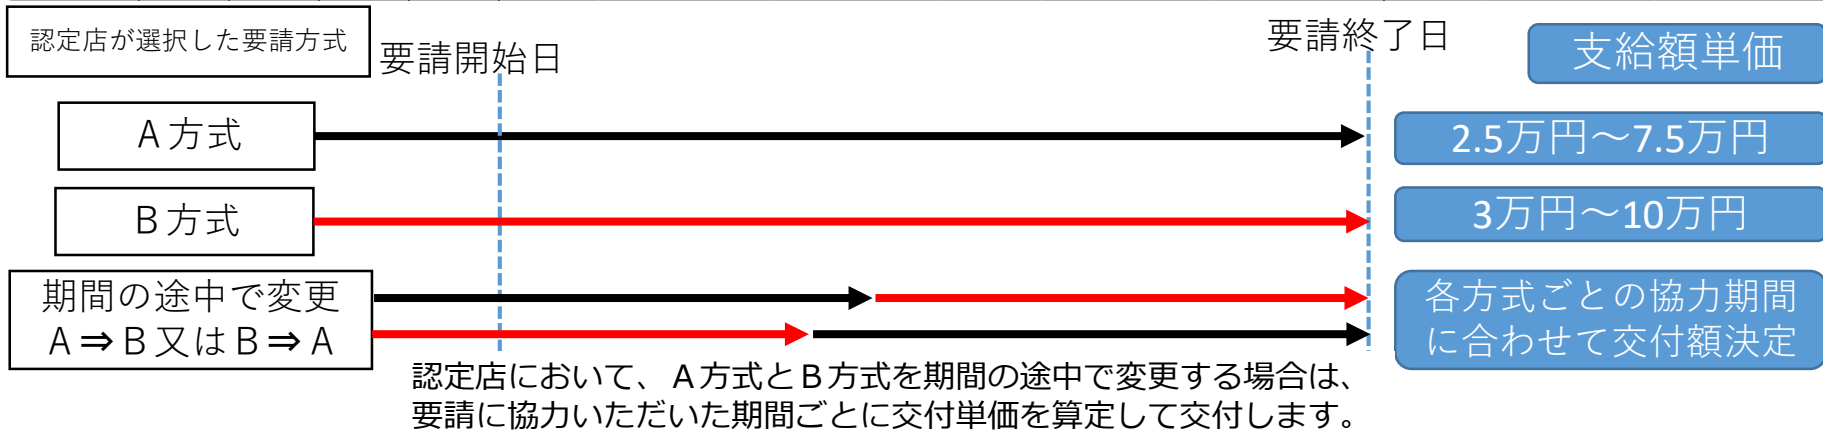 認定店が選択した要請方式
要請開始日
要請終了日
支給額単価
A方式
2.5万円～7.5万円
B方式
3万円～10万円
期間の途中で変更
A⇒B又はB⇒A
各方式ごとの協力期間
に合わせて交付額決定
認定店において、A方式とB方式を期間の途中で変更する場合は、
要請に協力いただいた期間ごとに交付単価を算定して交付します。